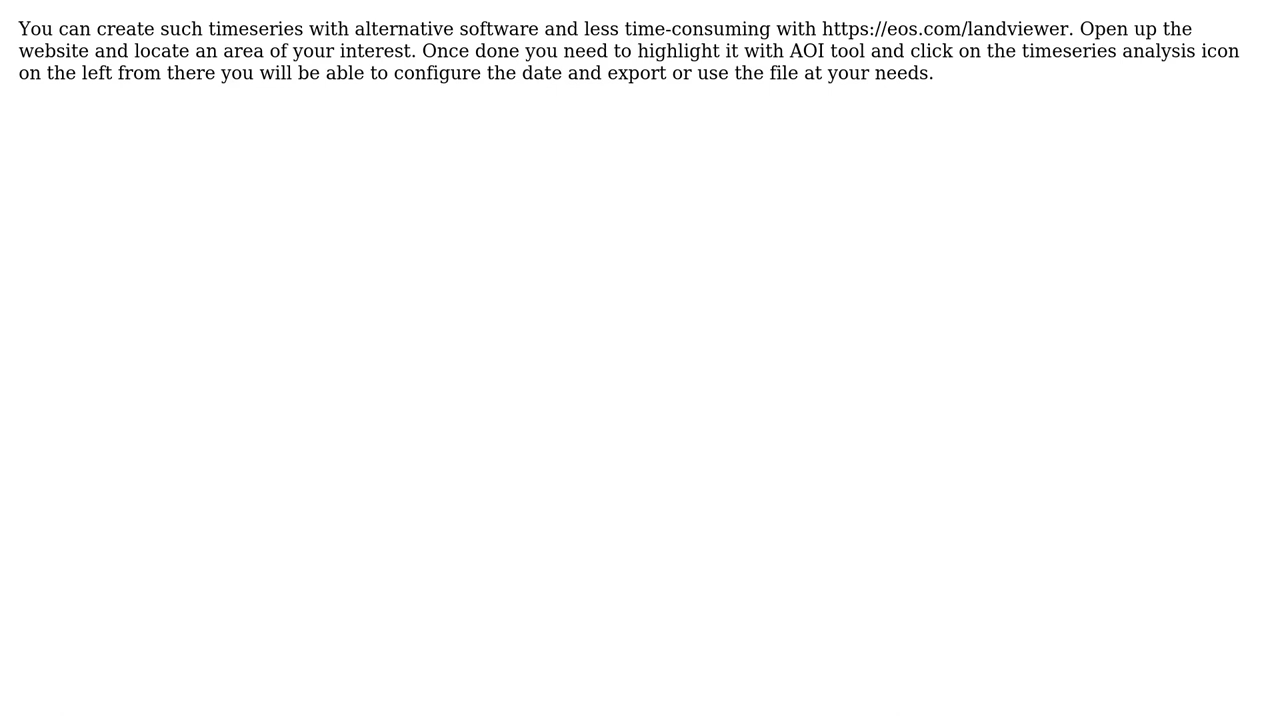 You can create such timeseries with alternative software and less time-consuming with https://eos.com/landviewer. Open up the
website and locate an area of your interest. Once done you need to highlight it with AOI tool and click on the timeseries analysis icon
on the left from there you will be able to configure the date and export or use the file at your needs.